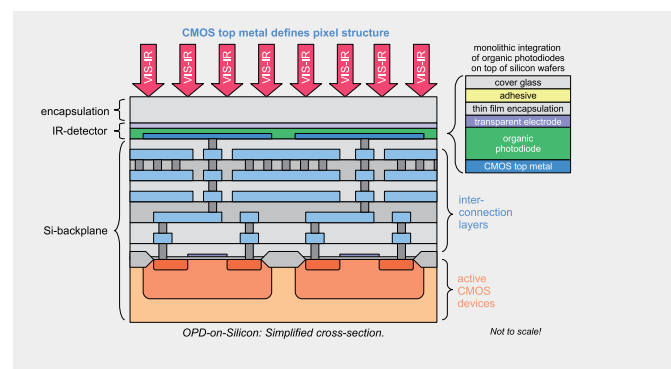 CMOS top metal defines pixel structure
VIS-IR
VIS-IR
VIS-IR
VIS-IR
VIS-IR
VIS-IR
VIS-IR
VIS-IR
monolithic integration
of organic photodiodes
on top of silicon wafers
cover glass
adhesive
thin film encapsulation
transparent electrode
organic
photodiode
CMOS top metal
encapsulation
IR-detector
Si-backplane
inter-
connection
layers
active
CMOS
devices
OPD-on-Silicon: Simplified cross-section.
Not to scale!